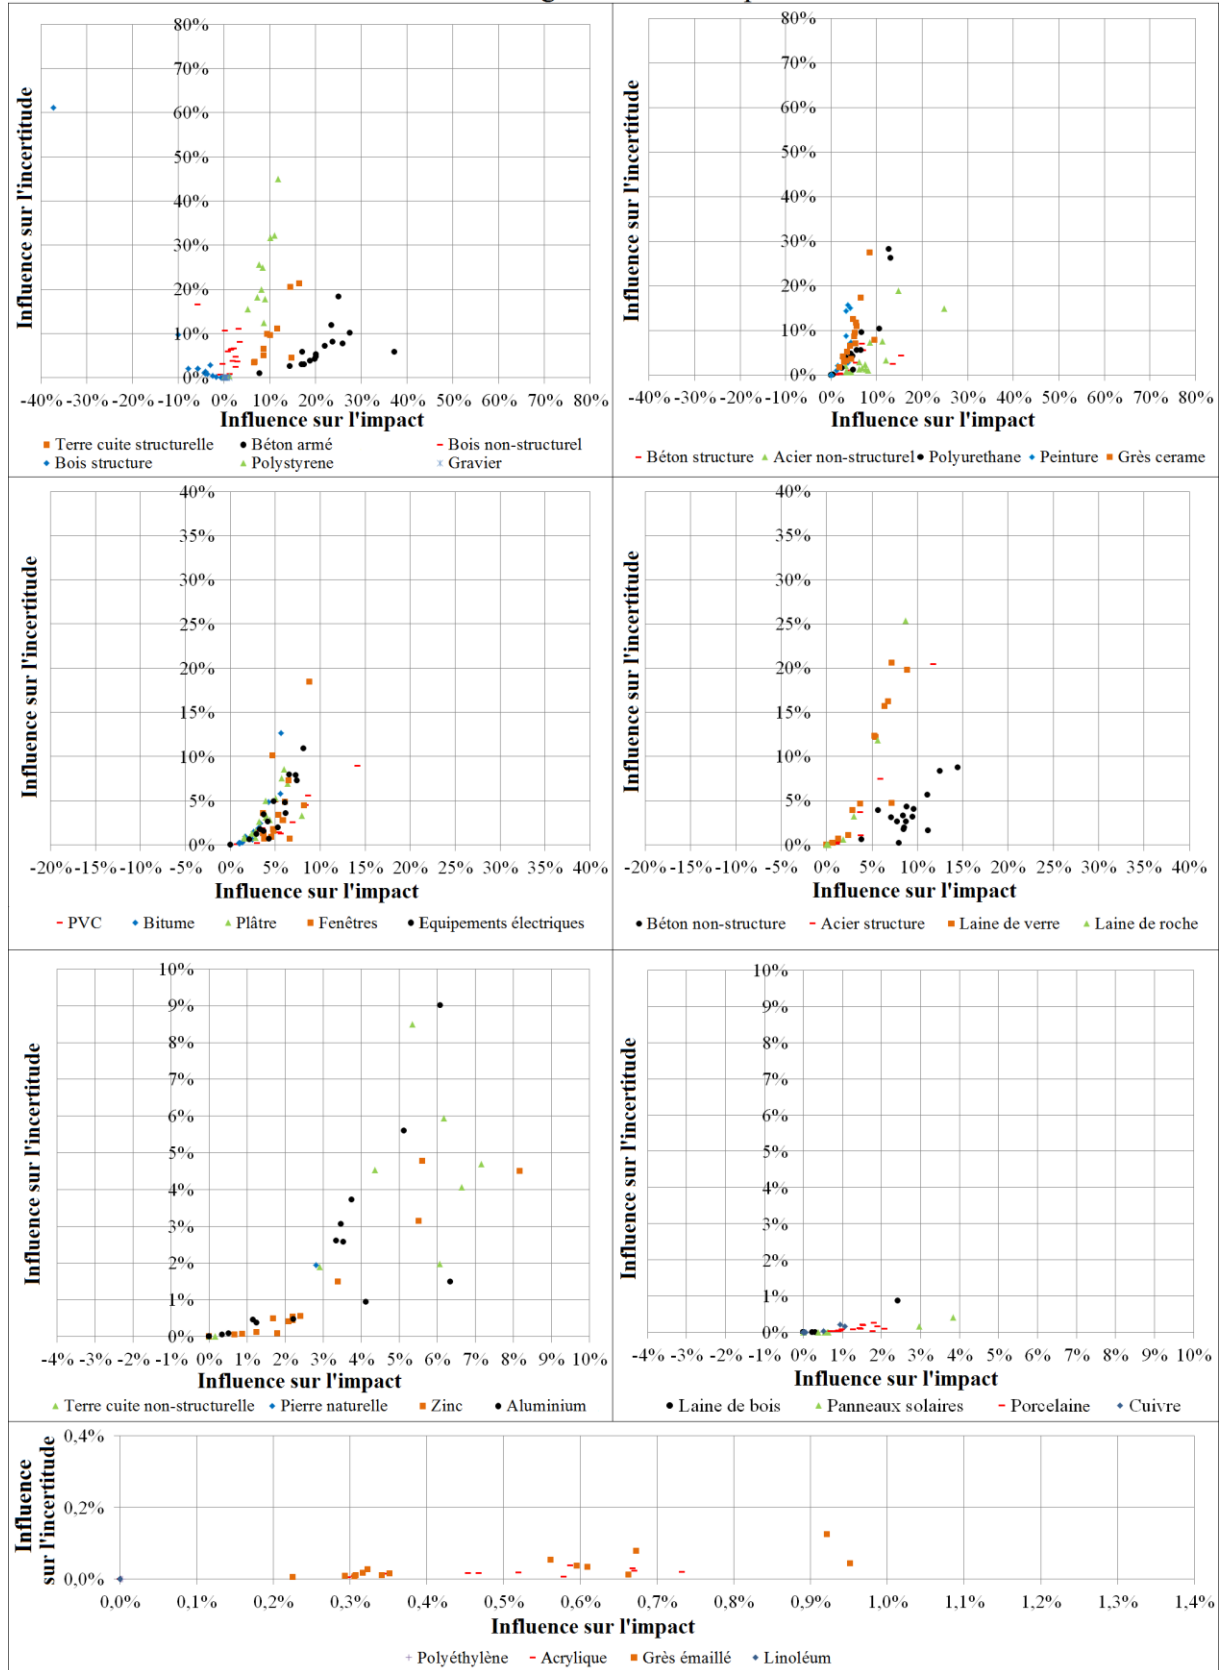 80%
70%
60%
50%
40%
30%
20%
10%
0%
-40% -30% -20% -10% 0% 10% 20% 30% 40% 50% 60% 70% 80%
Influence sur l'incertitude
Influence sur l'impact
Terre cuite structurelle Béton armé Bois non-structurel
Bois structure Polystyrene Gravier
80%
70%
60%
50%
40%
30%
20%
10%
0%
-40% -30% -20% -10% 0% 10% 20% 30% 40% 50% 60% 70% 80%
Influence sur l'incertitude
Influence sur l'impact
Béton structure Acier non-structurel Polyurethane Peinture Grès cerame
40%
35%
30%
25%
20%
15%
10%
5%
0%
-20% -15% -10% -5% 0% 5% 10% 15% 20% 25% 30% 35% 40%
Influence sur l'incertitude
Influence sur l'impact
PVC Bitume Plâtre Fenêtres Equipements électriques
40%
35%
30%
25%
20%
15%
10%
5%
0%
-20% -15% -10% -5% 0% 5% 10% 15% 20% 25% 30% 35% 40%
Influence sur l'incertitude
Influence sur l'impact
Béton non-structure Acier structure Laine de verre Laine de roche
10%
9%
8%
7%
6%
5%
4%
3%
2%
1%
0%
-4% -3% -2% -1% 0% 1% 2% 3% 4% 5% 6% 7% 8% 9% 10%
Influence sur l'incertitude
Influence sur l'impact
Terre cuite non-structurelle Pierre naturelle Zinc Aluminium
10%
9%
8%
7%
6%
5%
4%
3%
2%
1%
0%
-4% -3% -2% -1% 0% 1% 2% 3% 4% 5% 6% 7% 8% 9% 10%
Influence sur l'incertitude
Influence sur l'impact
Laine de bois Panneaux solaires Porcelaine Cuivre
0,4%
0,2%
0,0%
0,0% 0,1% 0,2% 0,3% 0,4% 0,5% 0,6% 0,7% 0,8% 0,9% 1,0% 1,1% 1,2% 1,3% 1,4%
Influence
sur l'incertitude
Influence sur l'impact
Polyéthylène Acrylique Grès émaillé Linoléum